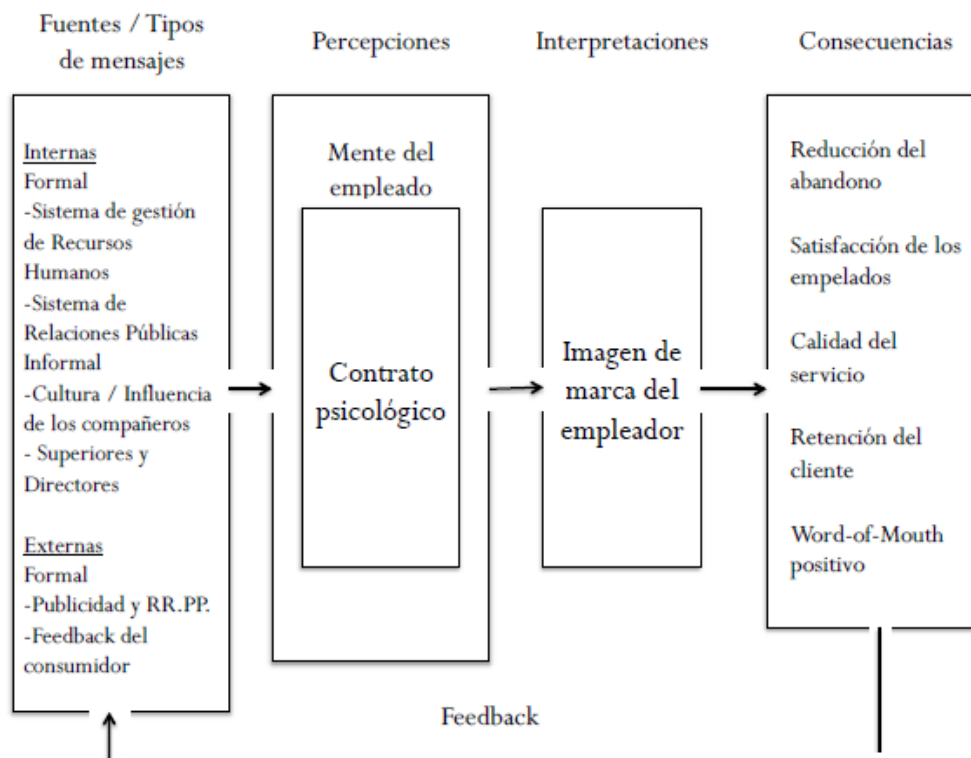 Fuentes / Tipos
de mensajes
Percepciones
Interpretaciones
Consecuencias
Internas
Formal
-Sistema de gestión
de Recursos
Humanos
-Sistema de
Relaciones Públicas
Informal
-Cultura / Influencia
de los compañeros
- Superiores y
Directores
Externas
Formal
-Publicidad y RR.PP.
-Feedback del
consumidor
Mente del
empleado
Contrato
psicológico
Imagen de
marca del
empleador
Reducción del
abandono
Satisfacción de los
empelados
Calidad del
servicio
Retención del
cliente
Word-of-Mouth
positivo
Feedback